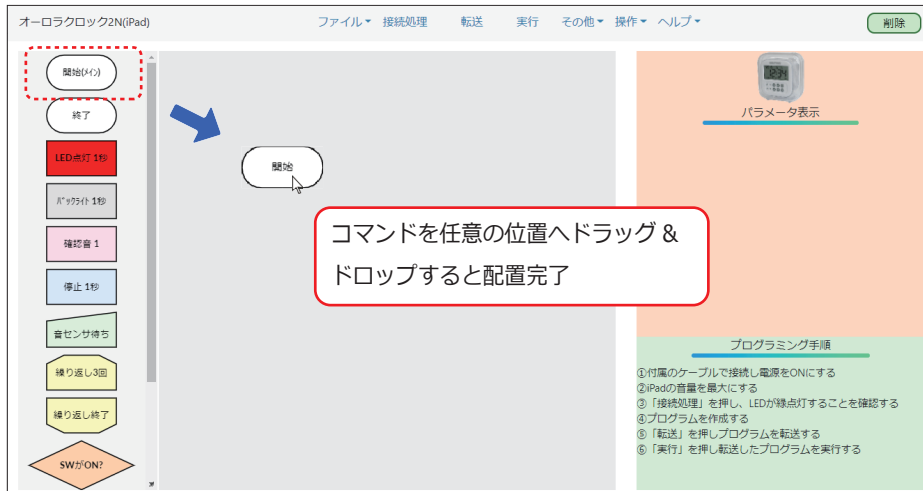 オーロラクロック2N(iPad)
ファイル 接続処理 転送 実行 その他 操作 ヘルプ
削除
開始(メイン)
終了
LED点灯 1秒
バックライト 1秒
確認音 1
停止 1秒
音センサ待ち
繰り返し3回
繰り返し終了
SWがON?
開始
コマンドを任意の位置へドラッグ &
ドロップすると配置完了
パラメータ表示
プログラミング手順
①付属のケーブルで接続し電源をONにする
②iPadの音量を最大にする
③「接続処理」を押し、LEDが緑点灯することを確認する
④プログラムを作成する
⑤「転送」を押しプログラムを転送する
⑥「実行」を押し転送したプログラムを実行する